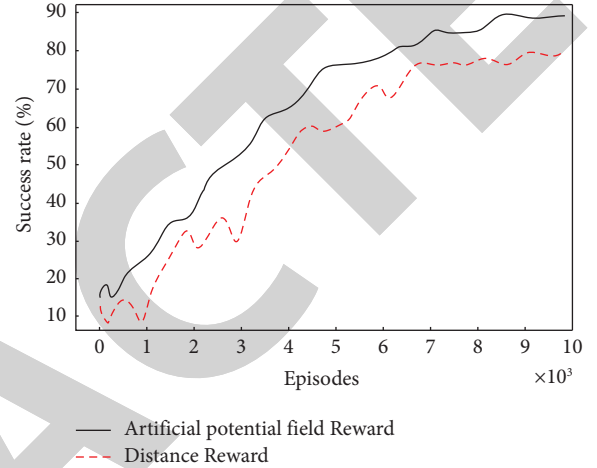 90
80
70
60
50
40
30
20
10
Success rate (%)
0 1 2 3 4 5 6 7 8 9 10
Episodes ×10³
Artificial potential field Reward
Distance Reward